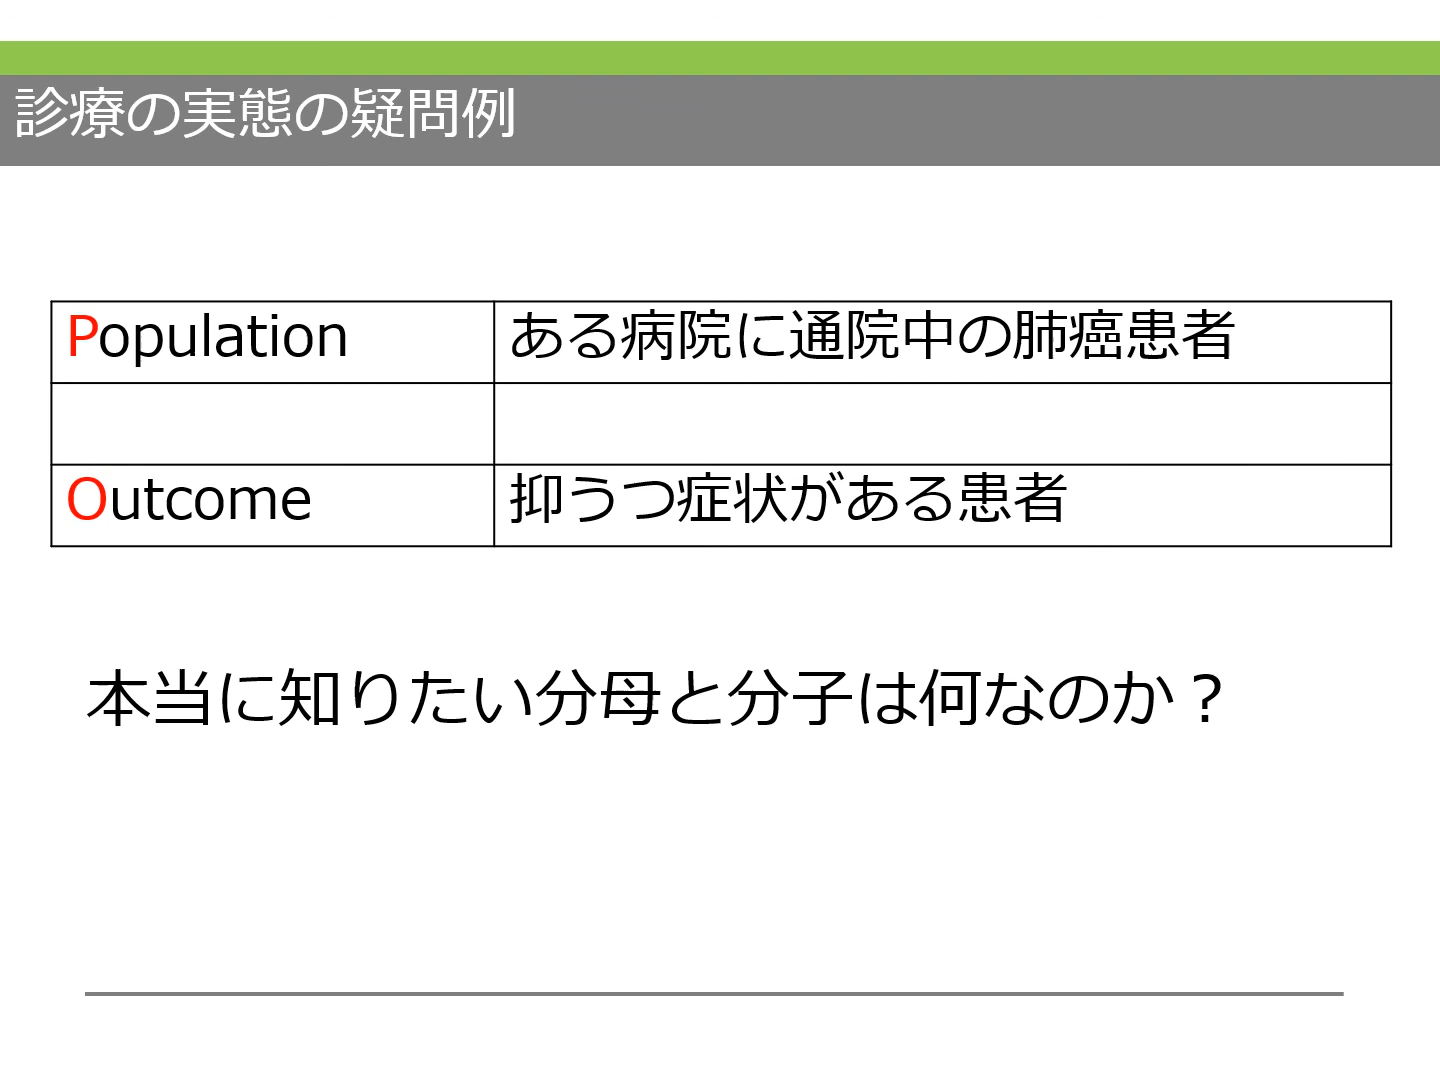 診療の実態の疑問例
Population ある病院に通院中の肺癌患者
Outcome 抑うつ症状がある患者
本当に知りたい分母と分子は何なのか？